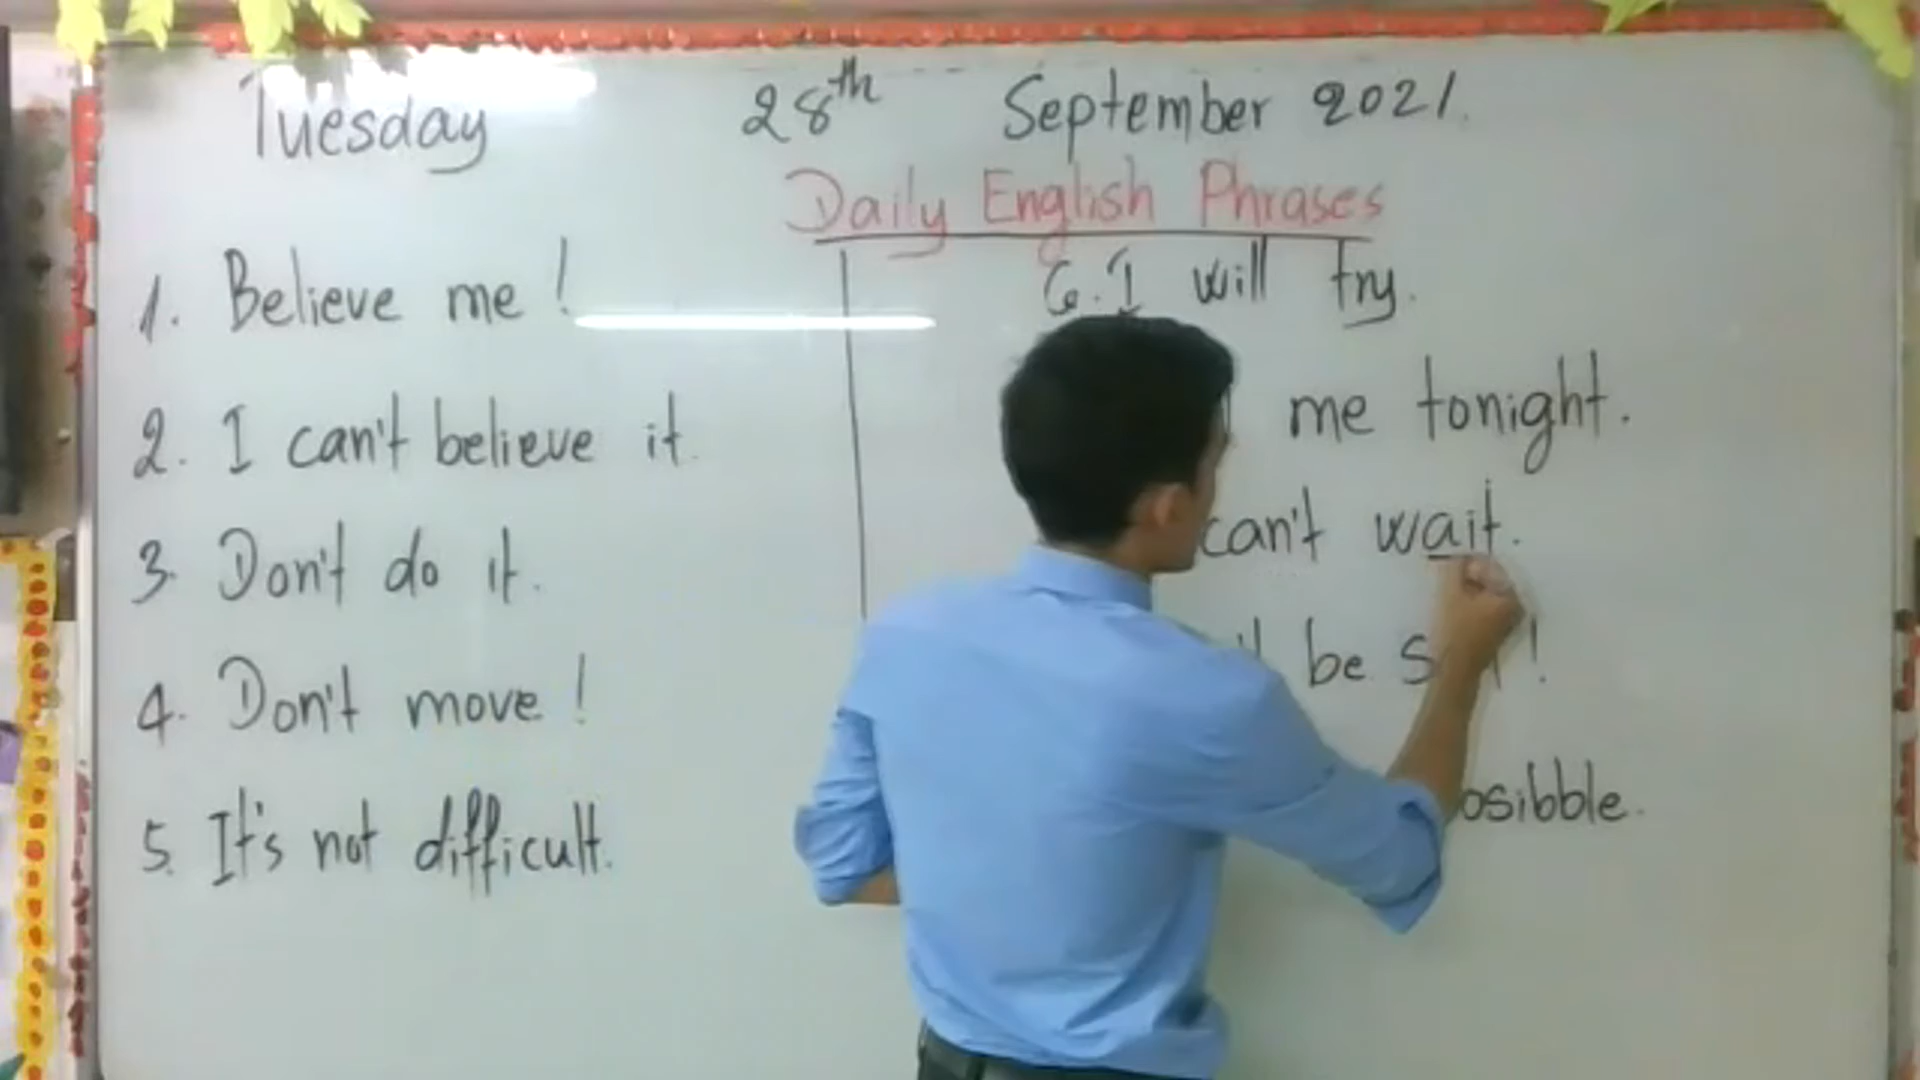 Tuesday 28th September 2021.
Daily English Phrases
1. Believe me!
2. I can't believe it.
3. Don't do it.
4. Don't move!
5. It's not difficult.
6. I will try.
me tonight.
can't wait.
be
osibble.